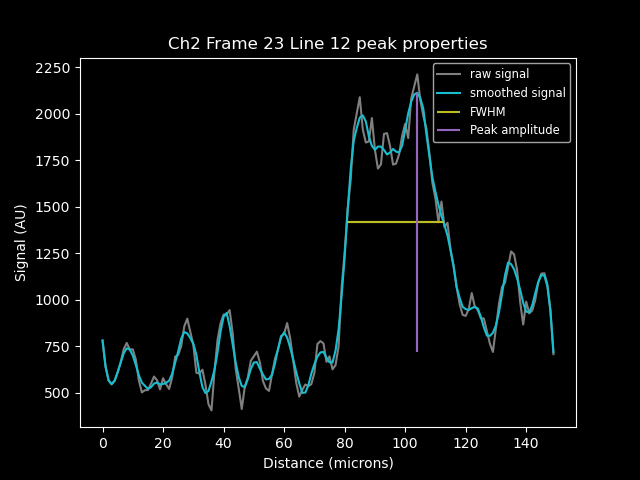 Ch2 Frame 23 Line 12 peak properties
raw signal
smoothed signal
FWHM
Peak amplitude
2250
2000
1750
1500
1250
1000
750
500
Signal (AU)
0 20 40 60 80 100 120 140
Distance (microns)